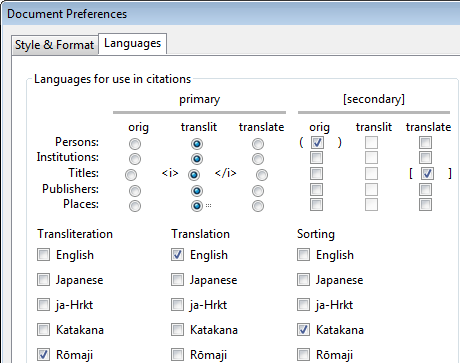 Document Preferences
Style & Format Languages
Languages for use in citations
primary [secondary]
orig translit translate orig translit translate
Persons: ( )
Institutions:
Titles: <i> </i> [ ]
Publishers:
Places:
Transliteration Translation Sorting
English English English
Japanese Japanese Japanese
ja-Hrkt ja-Hrkt ja-Hrkt
Katakana Katakana Katakana
Rōmaji Rōmaji Rōmaji